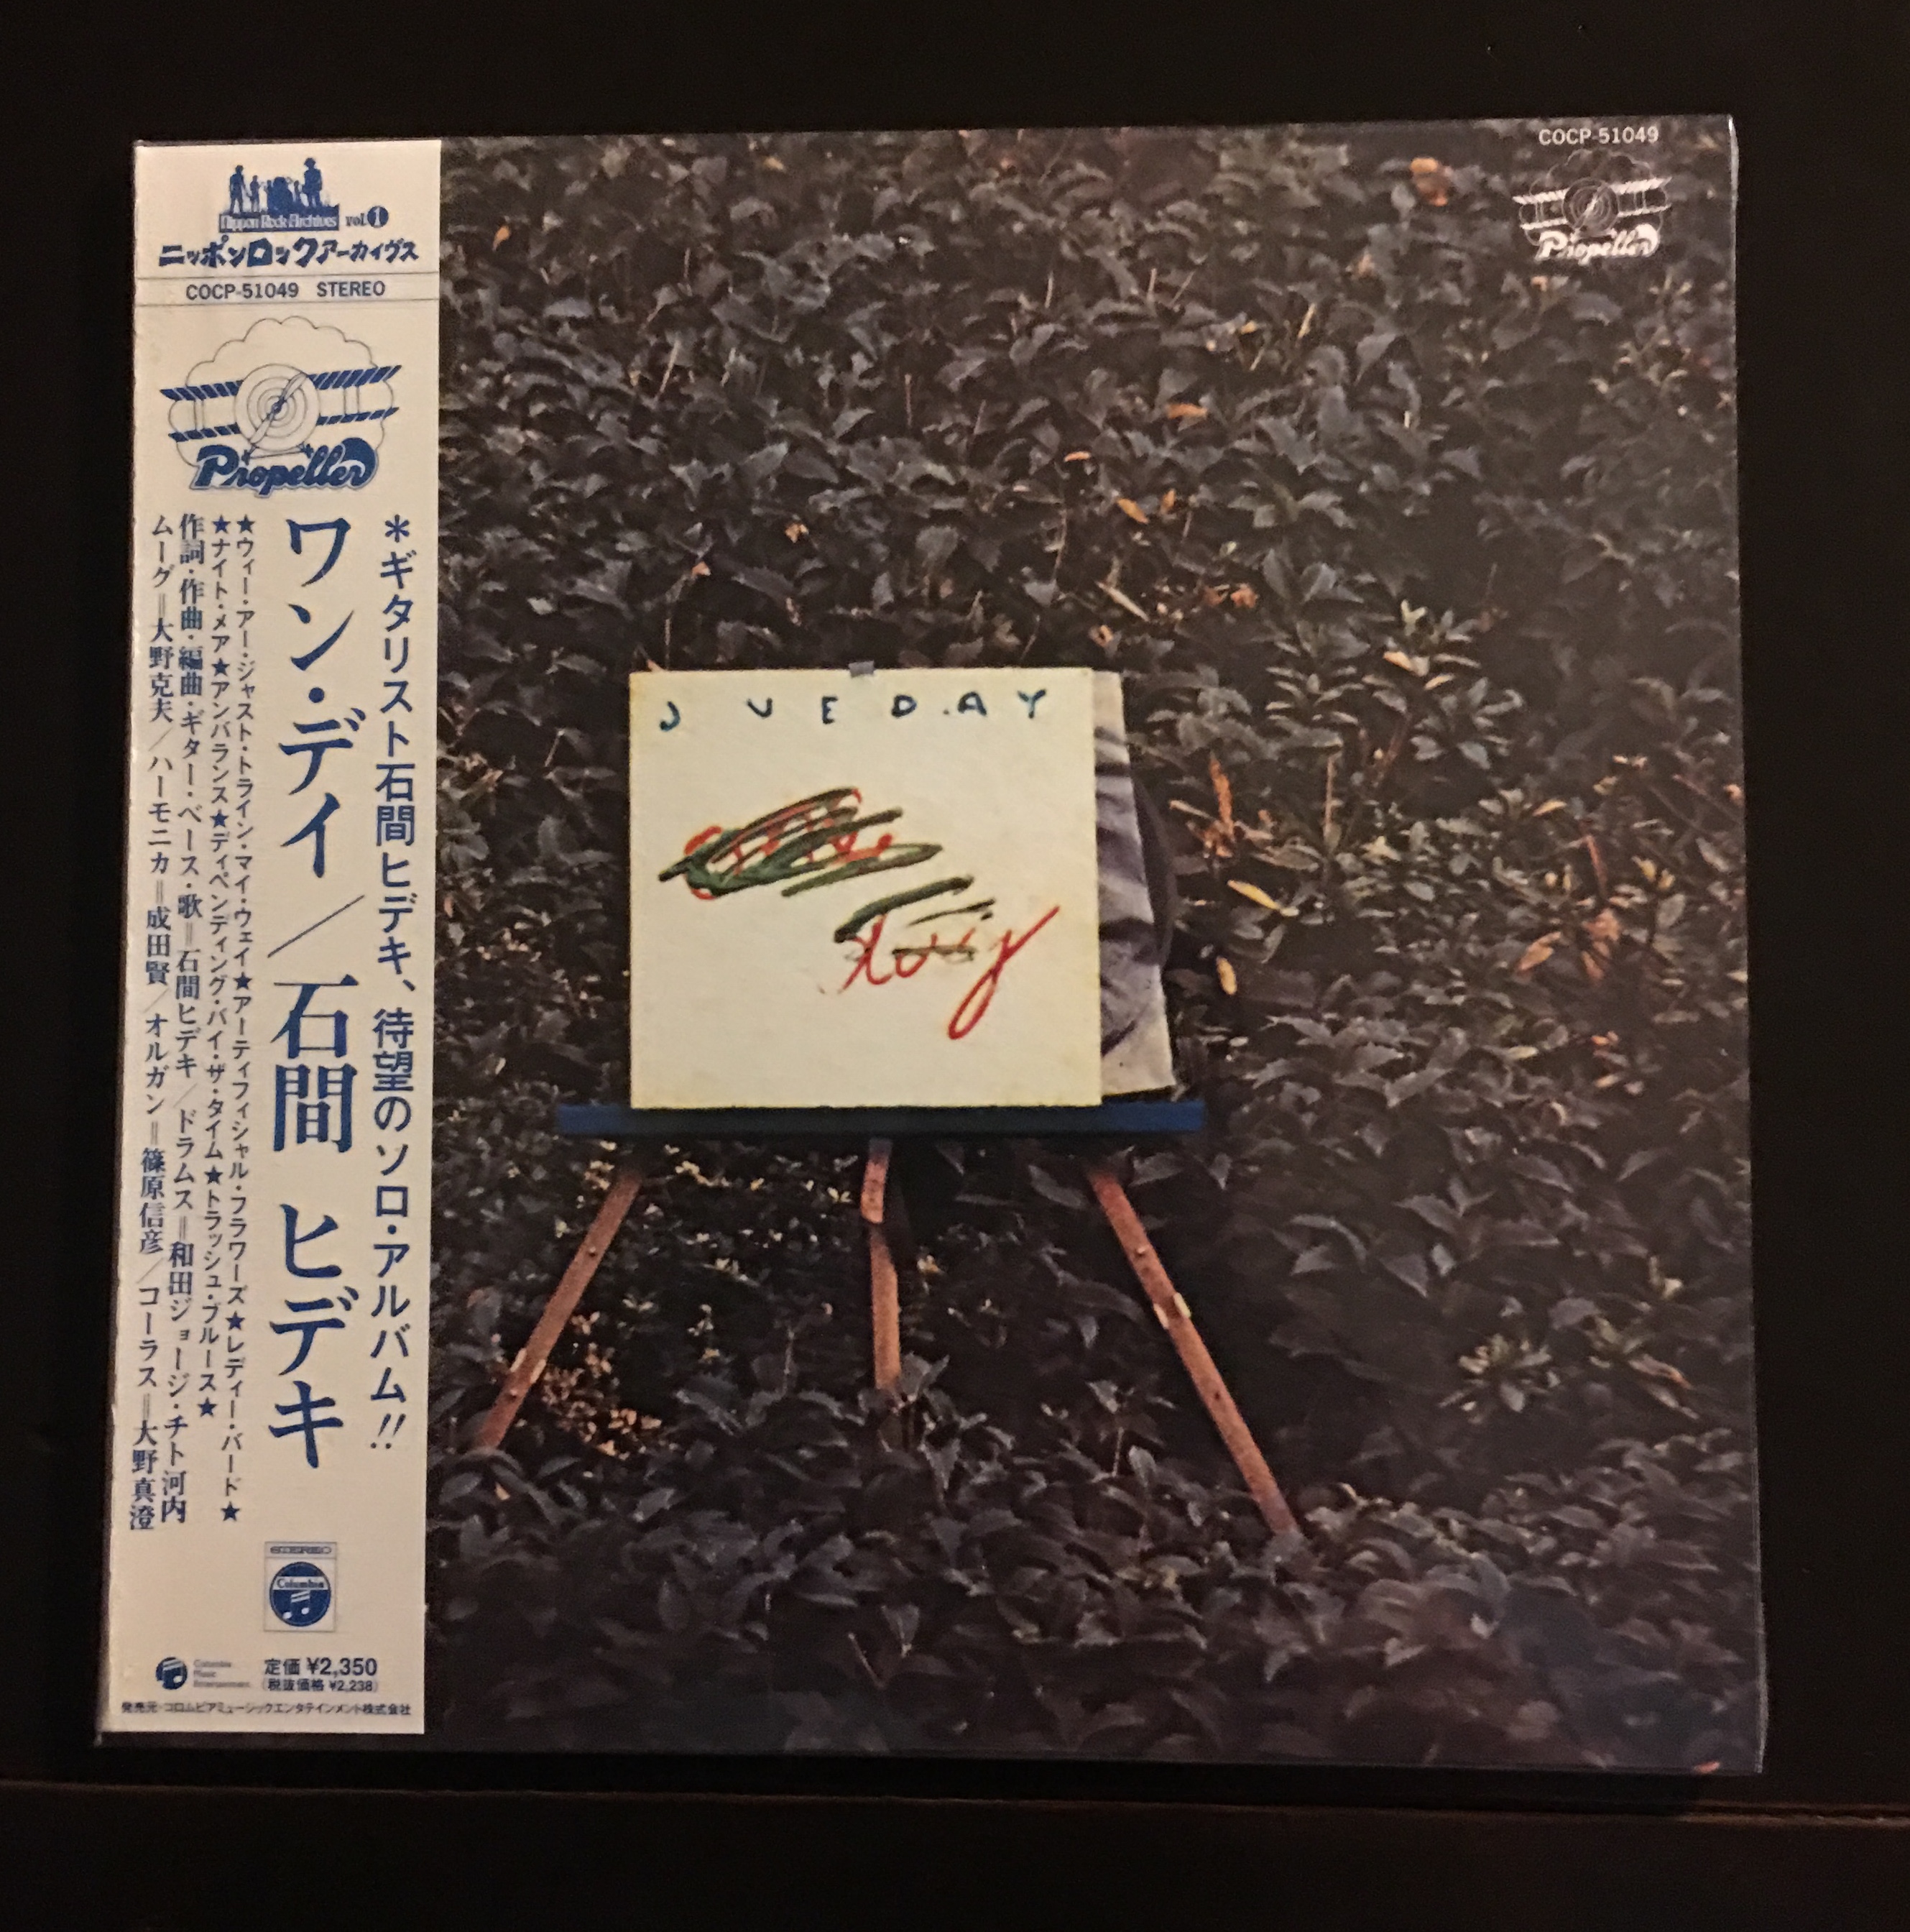 Nippon Rock Archives vol.1
ニッポンロックアーカイヴス
COCP-51049 STEREO
Propeller
*ギタリスト石間ヒデキ、待望のソロ・アルバム!!
ワン・デイ／石間 ヒデキ
★ウィー・アー・ジャスト・トライン・マイ・ウェイ★アーティフィシャル・フラワーズ★レディー・バード★
★ナイト・メア★アンバランス★ディペンディング・バイ・ザ・タイム★トラッシュ・ブルース★
作詞・作曲・編曲・ギター・ベース・歌＝石間ヒデキ／ドラムス＝和田ジョージ・チト河内
ムーグ＝大野克夫／ハーモニカ＝成田賢／オルガン＝篠原信彦／コーラス＝大野真澄
STEREO
Columbia
Columbia
Music
Entertainment
定価 ¥2,350
(税抜価格 ¥2,238)
発売元・コロムビアミュージックエンタテインメント株式会社
COCP-51049
Propeller
UEDAY